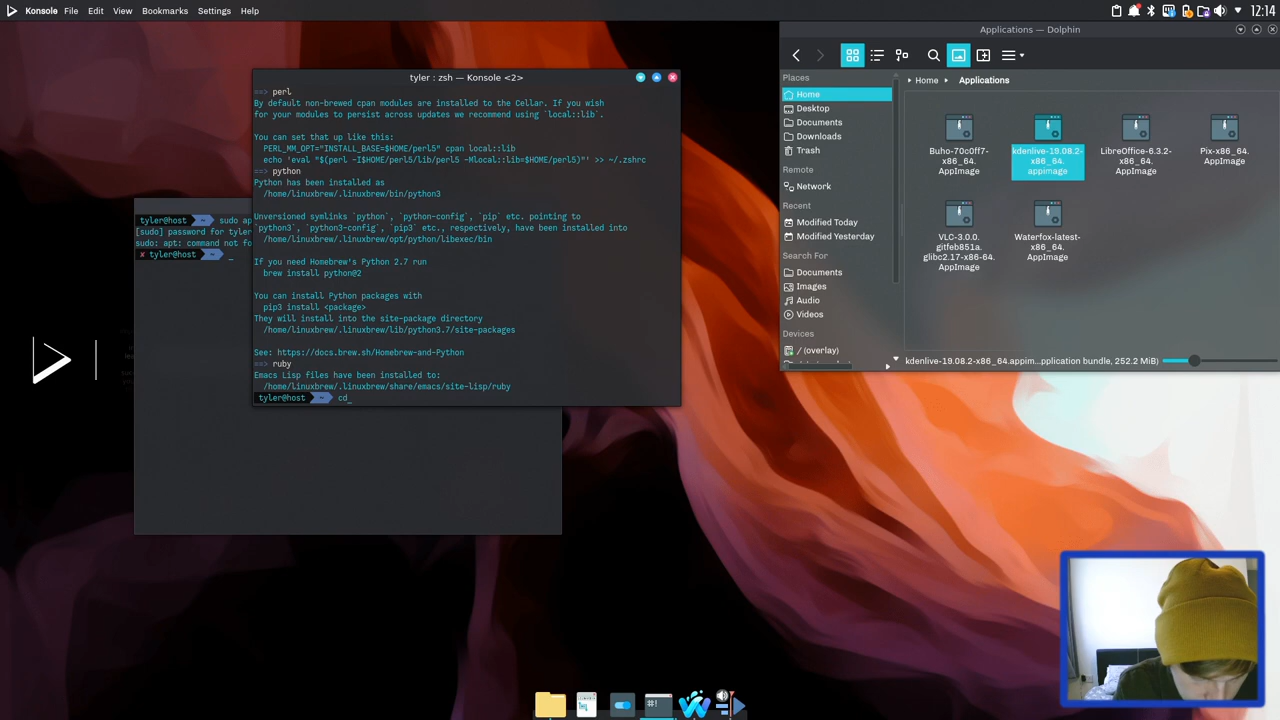 Konsole File Edit View Bookmarks Settings Help
12:14
tyler : zsh — Konsole <2>
==> perl
By default non-brewed cpan modules are installed to the Cellar. If you wish
for your modules to persist across updates we recommend using `local::lib`.
You can set that up like this:
PERL_MM_OPT="INSTALL_BASE=$HOME/perl5" cpan local::lib
echo 'eval "$(perl -I$HOME/perl5/lib/perl5 -Mlocal::lib=$HOME/perl5)"' >> ~/.zshrc
==> python
Python has been installed as
/home/linuxbrew/.linuxbrew/bin/python3
Unversioned symlinks `python`, `python-config`, `pip` etc. pointing to
`python3`, `python3-config`, `pip3` etc., respectively, have been installed into
/home/linuxbrew/.linuxbrew/opt/python/libexec/bin
If you need Homebrew's Python 2.7 run
brew install python@2
You can install Python packages with
pip3 install <package>
They will install into the site-package directory
/home/linuxbrew/.linuxbrew/lib/python3.7/site-packages
See: https://docs.brew.sh/Homebrew-and-Python
==> ruby
Emacs Lisp files have been installed to:
/home/linuxbrew/.linuxbrew/share/emacs/site-lisp/ruby
tyler@host ~ cd_
tyler@host ~ sudo ap
[sudo] password for tyler
sudo: apt: command not fo
✘ tyler@host ~ _
Applications — Dolphin
Home Applications
Places
Home
Desktop
Documents
Downloads
Trash
Remote
Network
Recent
Modified Today
Modified Yesterday
Search For
Documents
Images
Audio
Videos
Devices
/ (overlay)
Buho-70c0ff7-
x86_64.
AppImage
kdenlive-19.08.2-
x86_64.
appimage
LibreOffice-6.3.2-
x86_64.
AppImage
Pix-x86_64.
AppImage
VLC-3.0.0.
gitfeb851a.
glibc2.17-x86-64.
AppImage
Waterfox-latest-
x86_64.
AppImage
kdenlive-19.08.2-x86_64.appim...pplication bundle, 252.2 MiB)
#!